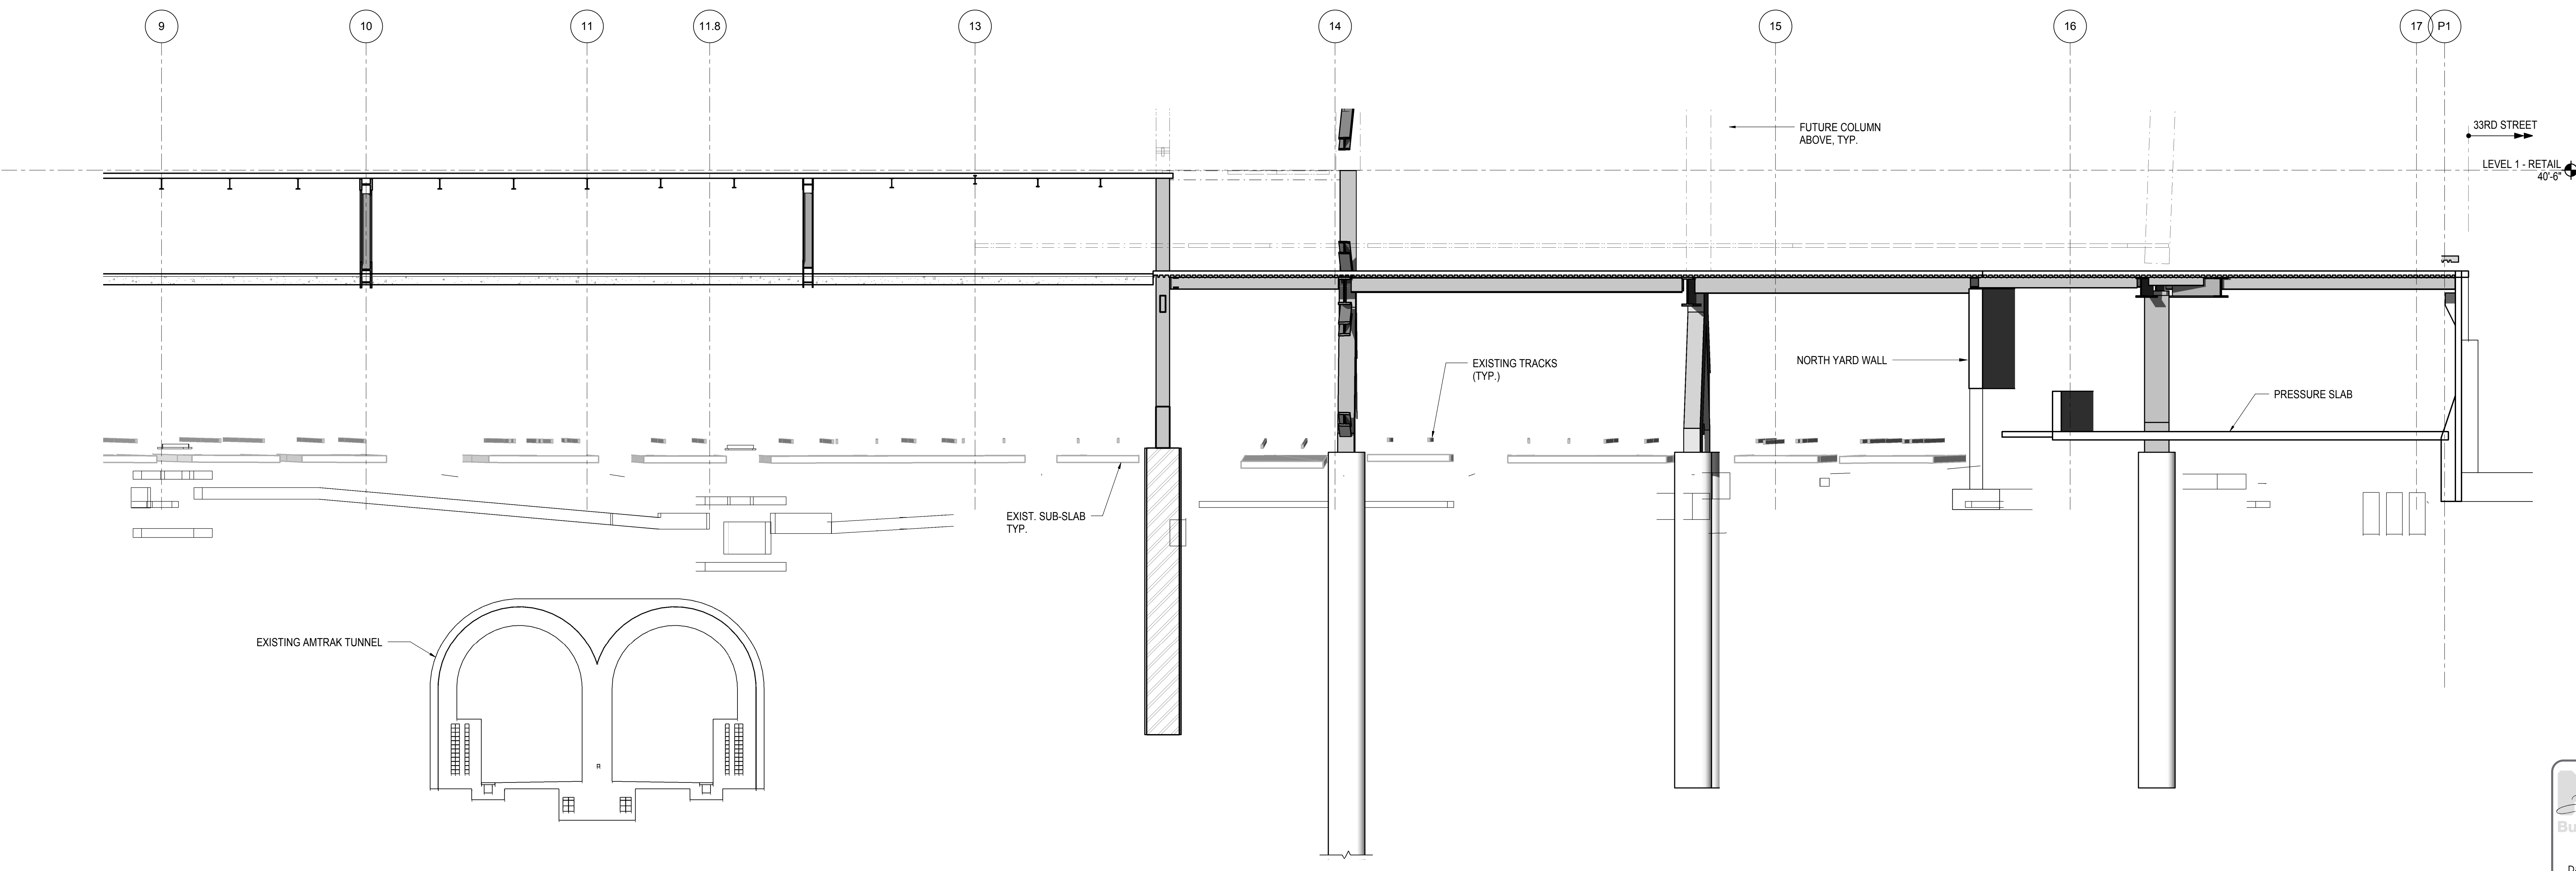 9
10
11
11.8
13
14
15
16
17
P1
FUTURE COLUMN
ABOVE, TYP.
33RD STREET
LEVEL 1 - RETAIL
40'-6"
EXISTING TRACKS
(TYP.)
NORTH YARD WALL
PRESSURE SLAB
EXIST. SUB-SLAB
TYP.
EXISTING AMTRAK TUNNEL
Bu